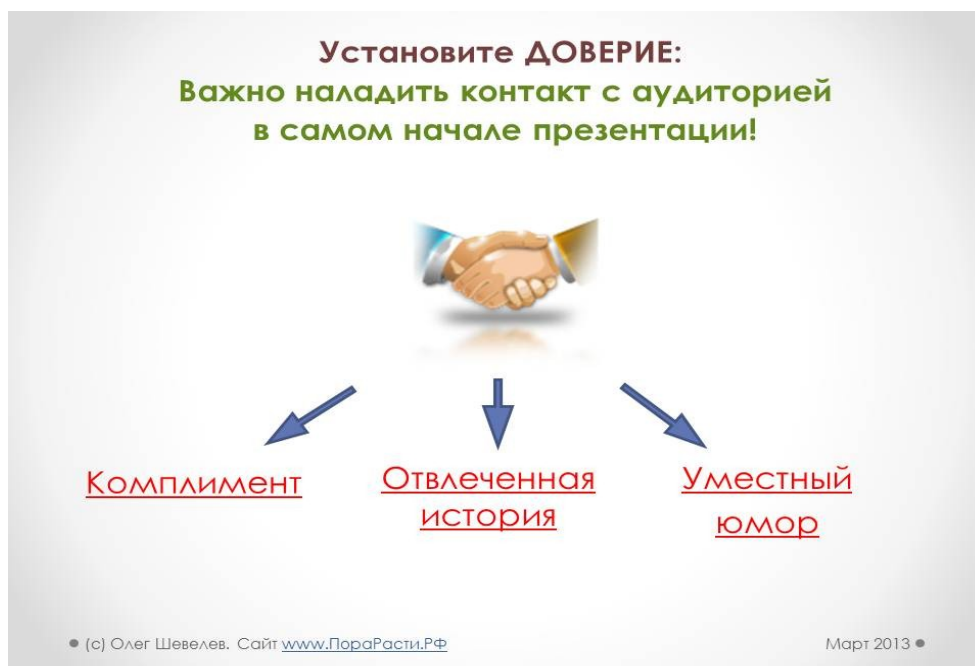 Установите ДОВЕРИЕ:
Важно наладить контакт с аудиторией
в самом начале презентации!
Комплимент
Отвлеченная
история
Уместный
юмор
(с) Олег Шевелев. Сайт www.ПораРасти.РФ
Март 2013